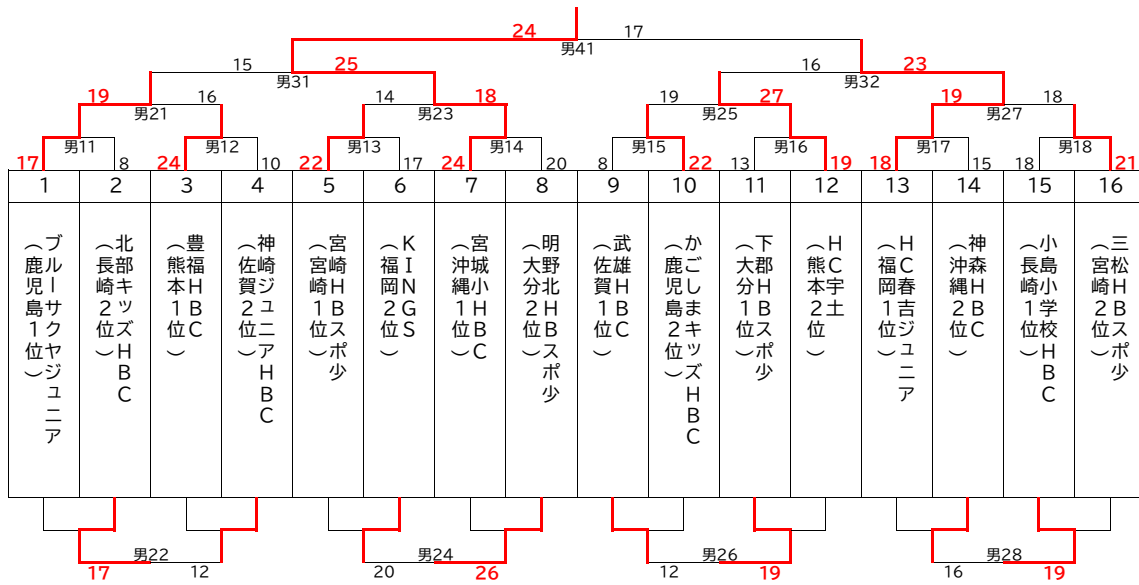 24 17
男41
15 25 16 23
男31 男32
19 16 14 18 19 27 19 18
男21 男23 男25 男27
男11 男12 男13 男14 男15 男16 男17 男18
17 8 24 10 22 17 24 20 8 22 13 19 18 15 18 21
1 2 3 4 5 6 7 8 9 10 11 12 13 14 15 16
ブルーサクヤジュニア
（鹿児島1位）
北部キッズHBC
（長崎2位）
豊福HBC
（熊本1位）
神崎ジュニアHBC
（佐賀2位）
宮崎HBスポ少
（宮崎1位）
KINGS
（福岡2位）
宮城小HBC
（沖縄1位）
明野北HBスポ少
（大分2位）
武雄HBC
（佐賀1位）
かごしまキッズHBC
（鹿児島2位）
下郡HBスポ少
（大分1位）
HC宇土
（熊本2位）
HC春吉ジュニア
（福岡1位）
神森HBC
（沖縄2位）
小島小学校HBC
（長崎1位）
三松HBスポ少
（宮崎2位）
男22 男24 男26 男28
17 12 20 26 12 19 16 19